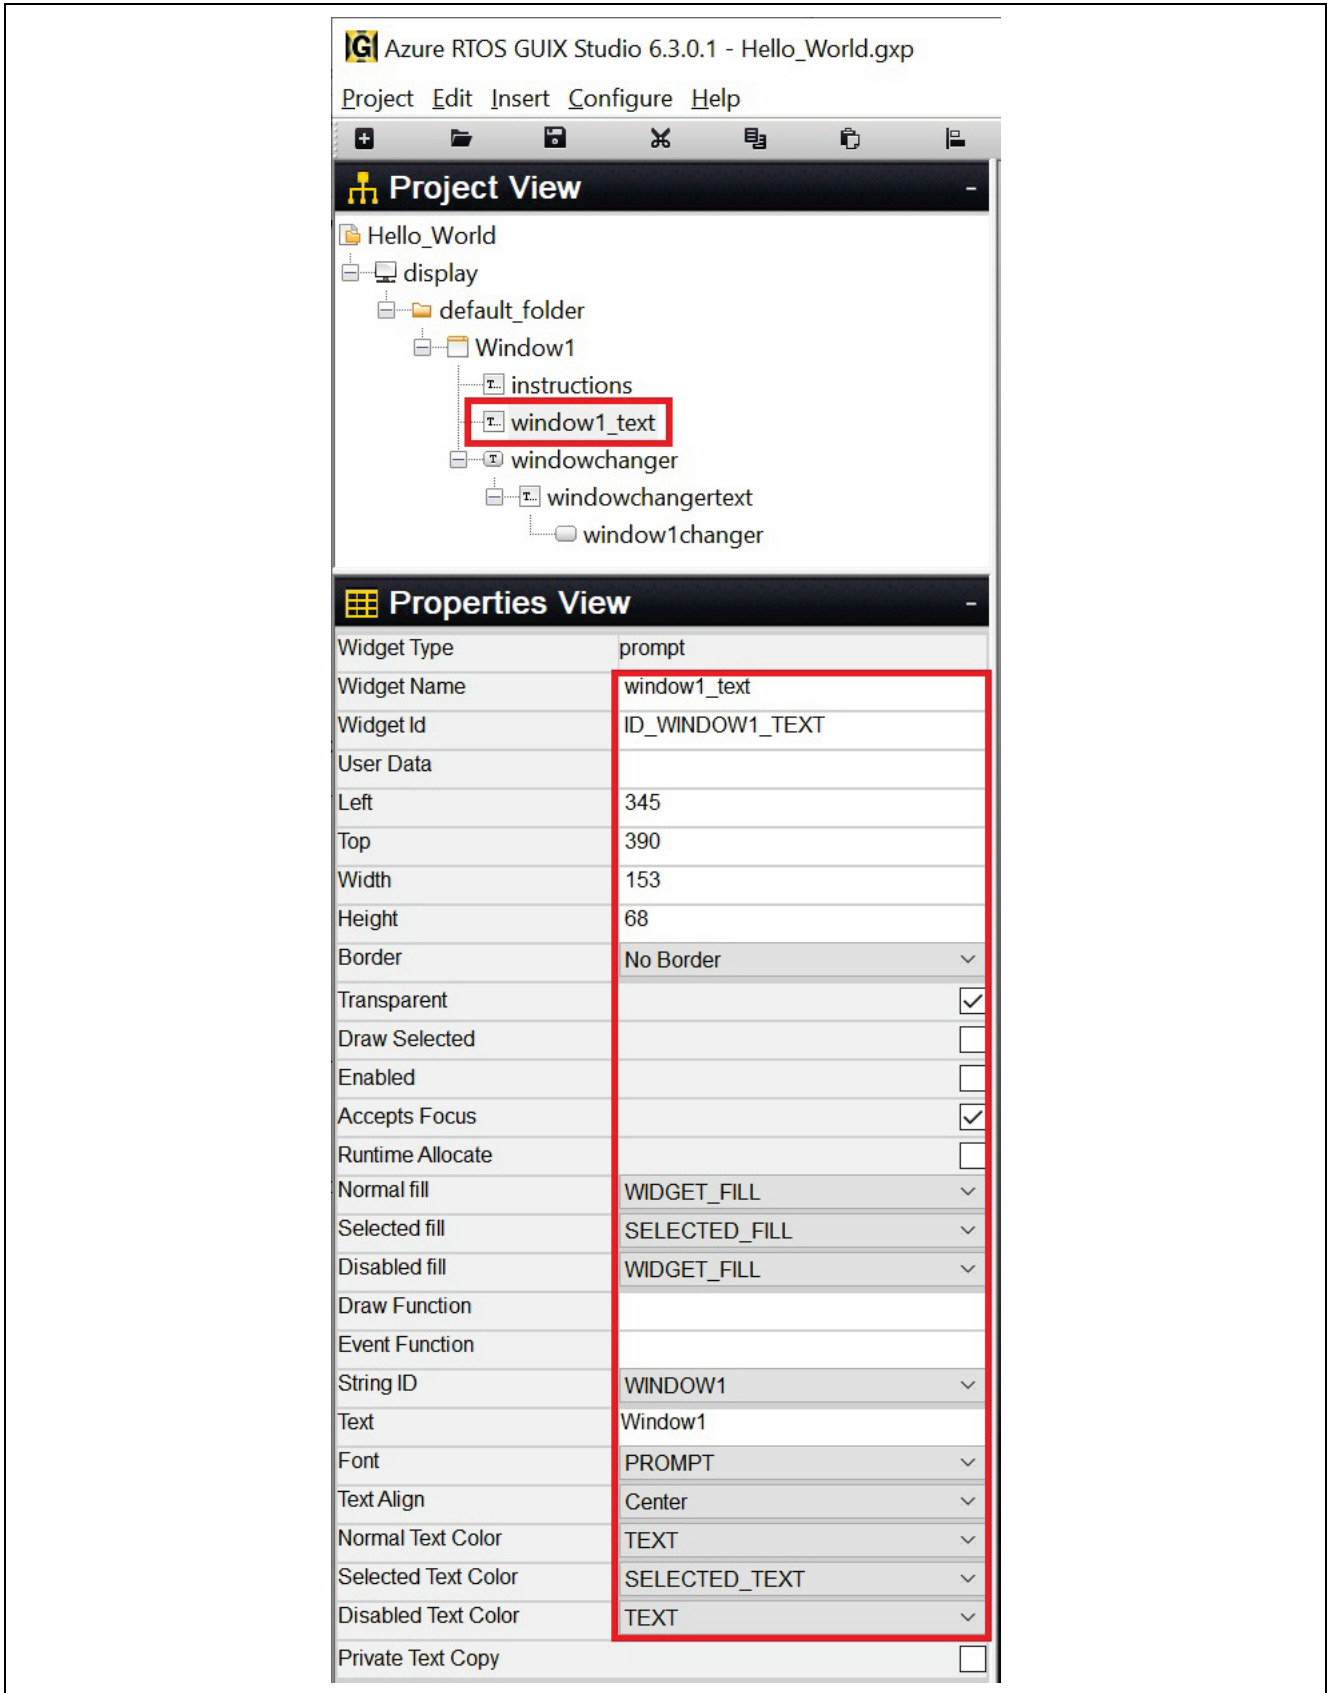 Azure RTOS GUIX Studio 6.3.0.1 - Hello_World.gxp
Project Edit Insert Configure Help
Project View -
Hello_World
display
default_folder
Window1
T... instructions
T... window1_text
T windowchanger
T... windowchangertext
window1changer
Properties View -
Widget Type prompt
Widget Name window1_text
Widget Id ID_WINDOW1_TEXT
User Data
Left 345
Top 390
Width 153
Height 68
Border No Border
Transparent
Draw Selected
Enabled
Accepts Focus
Runtime Allocate
Normal fill WIDGET_FILL
Selected fill SELECTED_FILL
Disabled fill WIDGET_FILL
Draw Function
Event Function
String ID WINDOW1
Text Window1
Font PROMPT
Text Align Center
Normal Text Color TEXT
Selected Text Color SELECTED_TEXT
Disabled Text Color TEXT
Private Text Copy